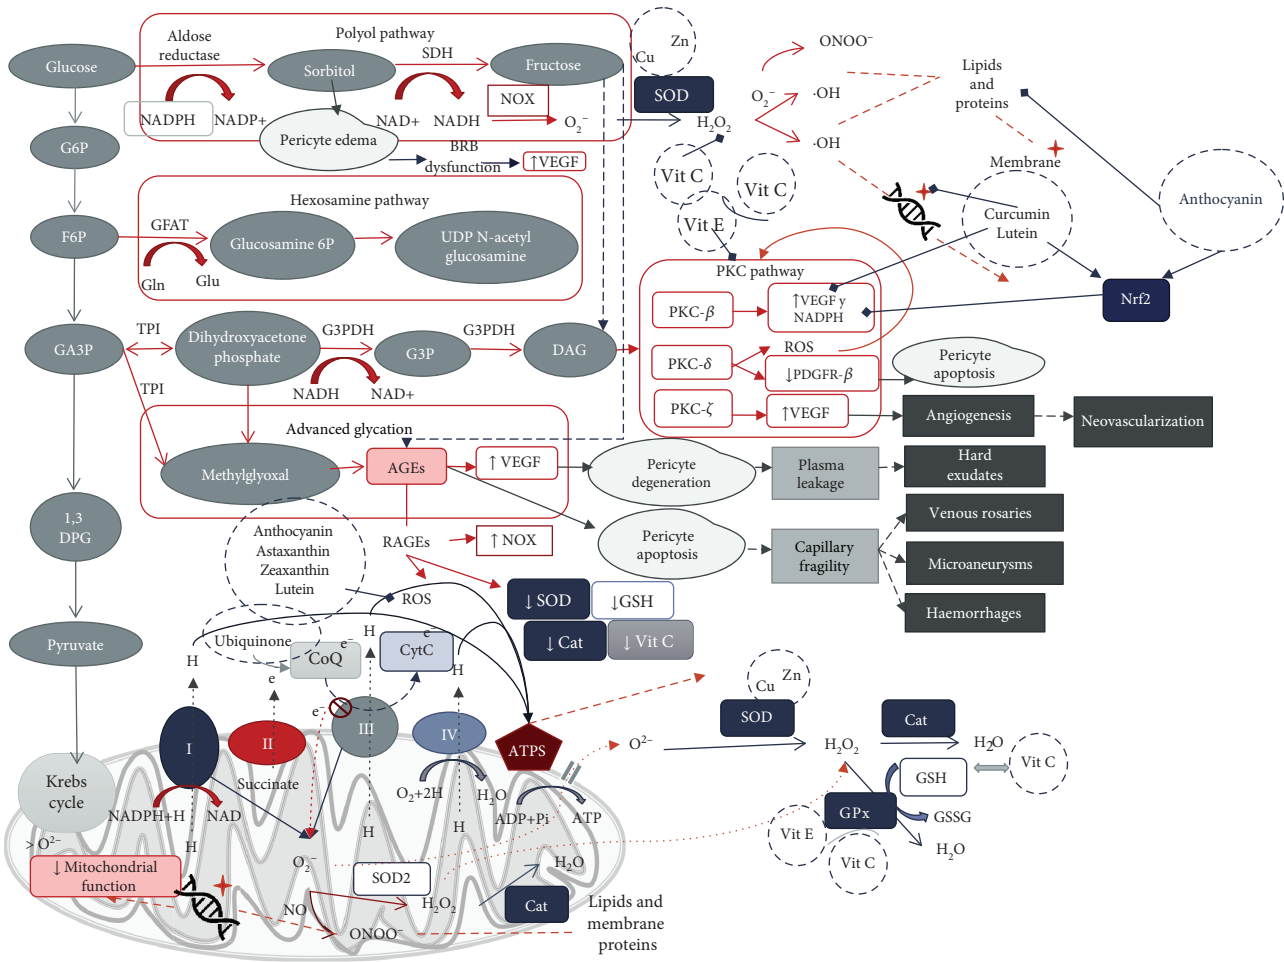 Glucose
G6P
F6P
GA3P
1,3
DPG
Pyruvate
Krebs
cycle
Polyol pathway
Aldose
reductase
Sorbitol
SDH
Fructose
NADPH
NADP+
NAD+
NADH
NOX
O₂⁻
Pericyte edema
BRB
dysfunction
↑VEGF
Hexosamine pathway
GFAT
Gln
Glu
Glucosamine 6P
UDP N-acetyl
glucosamine
TPI
TPI
Dihydroxyacetone
phosphate
G3PDH
NADH
NAD+
G3P
G3PDH
DAG
Advanced glycation
Methylglyoxal
AGEs
↑ VEGF
RAGEs
↑ NOX
ROS
Cu
Zn
SOD
H₂O₂
Vit C
Vit C
Vit E
O₂⁻
ONOO⁻
·OH
·OH
Lipids
and
proteins
Membrane
Curcumin
Lutein
Anthocyanin
Nrf2
PKC pathway
PKC-β
↑VEGF y
NADPH
PKC-δ
ROS
↓PDGFR-β
PKC-ζ
↑VEGF
Pericyte
apoptosis
Angiogenesis
Neovascularization
Pericyte
degeneration
Plasma
leakage
Hard
exudates
Pericyte
apoptosis
Capillary
fragility
Venous rosaries
Microaneurysms
Haemorrhages
↓ SOD
↓GSH
↓ Cat
↓ Vit C
Anthocyanin
Astaxanthin
Zeaxanthin
Lutein
Ubiquinone
e⁻
CoQ
CytC
e⁻
H
H
H
e
e⁻
I
II
III
IV
ATPS
Succinate
NADPH+H
NAD
H
H
H
O₂+2H
H₂O
ADP+Pi
ATP
> O²⁻
↓ Mitochondrial
function
O₂⁻
NO
SOD2
H₂O₂
ONOO⁻
Cat
H₂O
Lipids and
membrane
proteins
O²⁻
Cu
Zn
SOD
H₂O₂
Cat
H₂O
GSH
Vit C
GPx
GSSG
H₂O
Vit E
Vit C